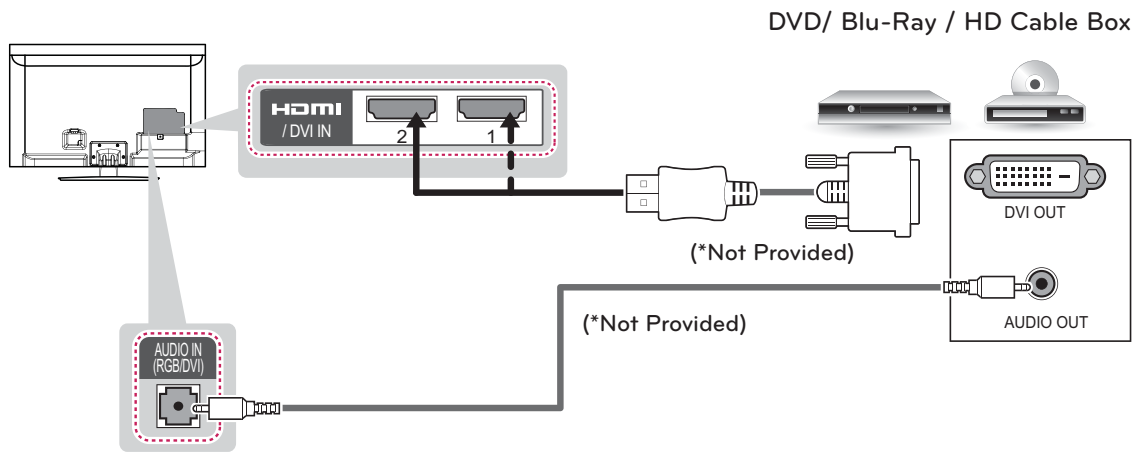 DVD/ Blu-Ray / HD Cable Box
HDMI
/ DVI IN
2
1
DVI OUT
(*Not Provided)
(*Not Provided)
AUDIO OUT
AUDIO IN
(RGB/DVI)